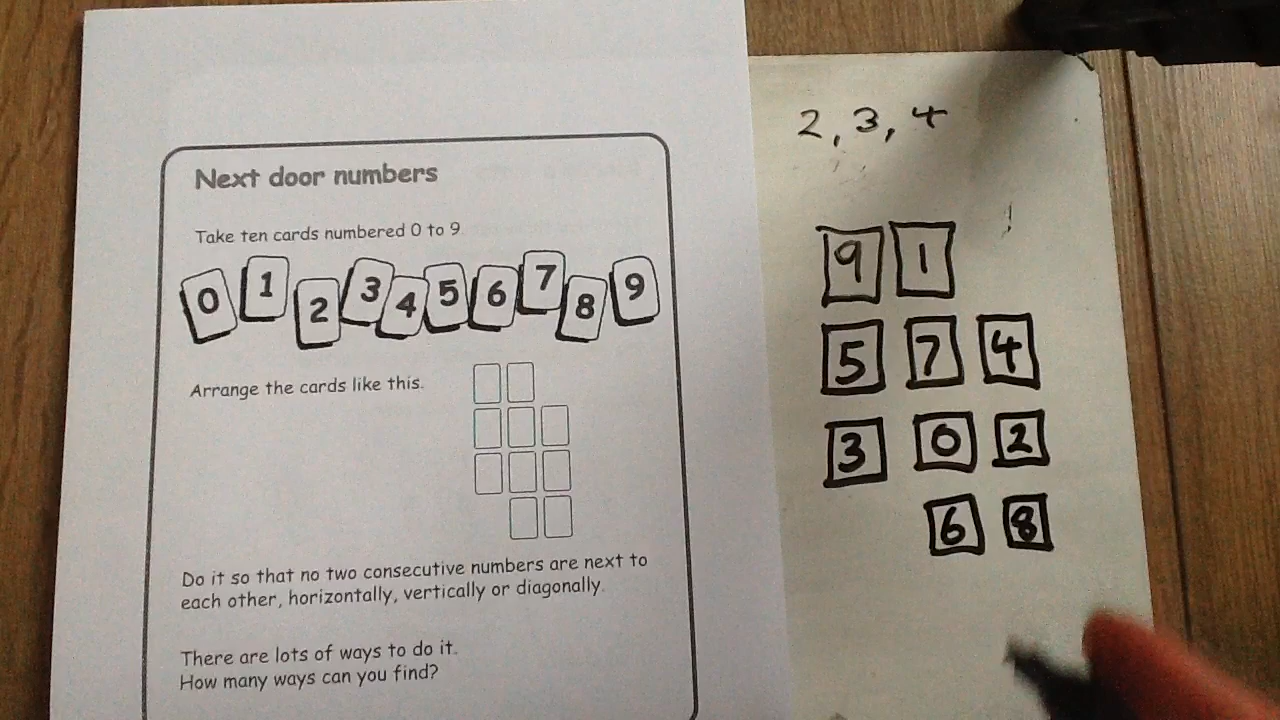 Next door numbers
Take ten cards numbered 0 to 9.
0 1 2 3 4 5 6 7 8 9
Arrange the cards like this.
Do it so that no two consecutive numbers are next to
each other, horizontally, vertically or diagonally.
There are lots of ways to do it.
How many ways can you find?
2, 3, 4
9 1
5 7 4
3 0 2
6 8